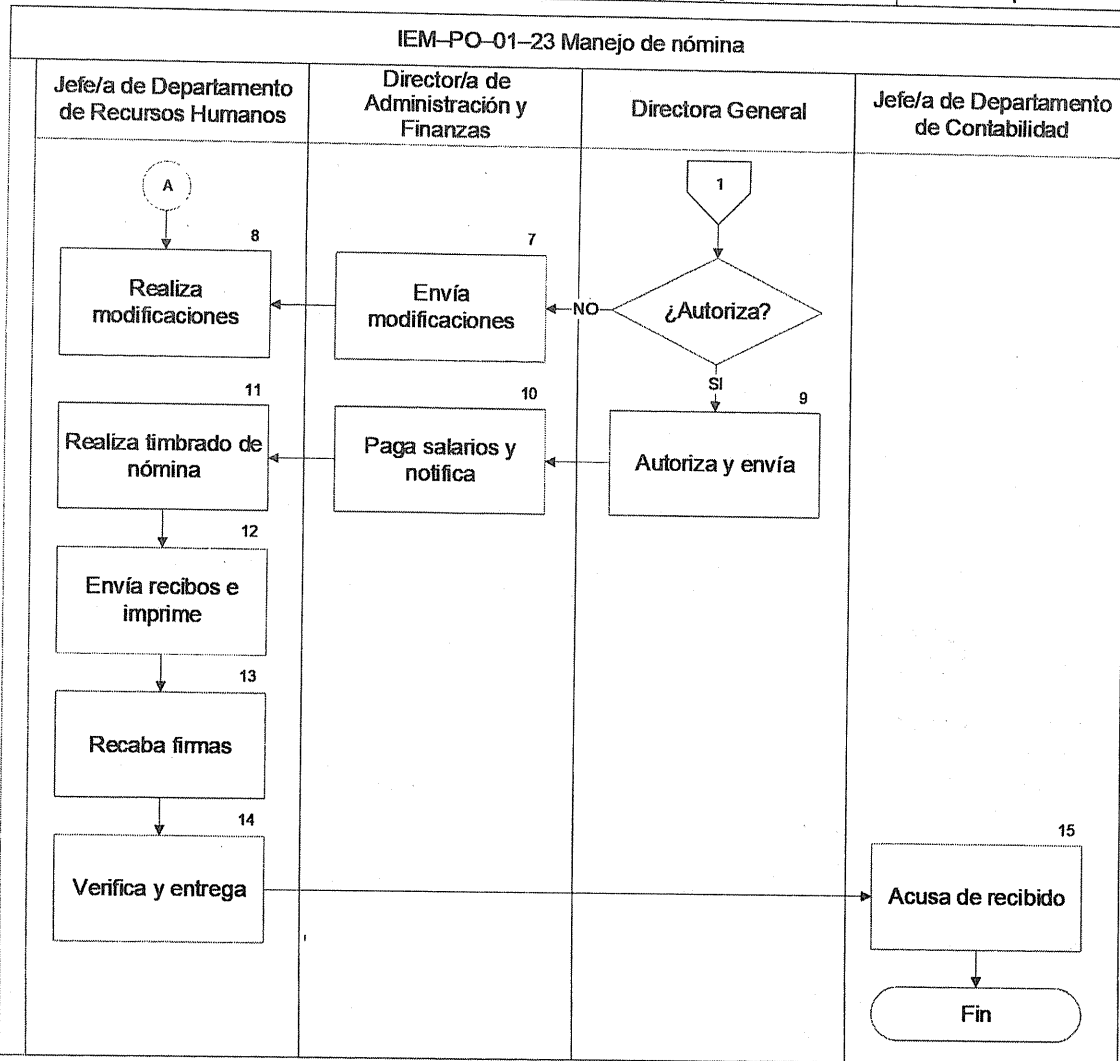 IEM–PO–01–23 Manejo de nómina
Jefe/a de Departamento
de Recursos Humanos
Director/a de
Administración y
Finanzas
Directora General
Jefe/a de Departamento
de Contabilidad
A
1
8
Realiza
modificaciones
7
Envía
modificaciones
NO
¿Autoriza?
SI
11
Realiza timbrado de
nómina
10
Paga salarios y
notifica
9
Autoriza y envía
12
Envía recibos e
imprime
13
Recaba firmas
14
Verifica y entrega
15
Acusa de recibido
Fin